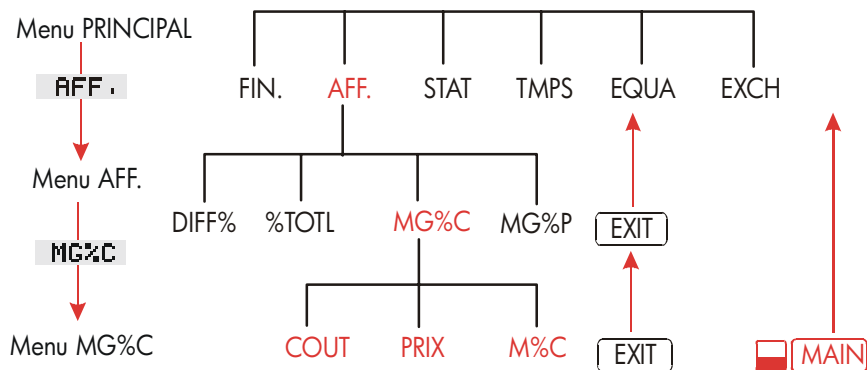 Menu PRINCIPAL
AFF.
FIN. AFF. STAT TMPS EQUA EXCH
Menu AFF.
DIFF% %TOTL MG%C MG%P EXIT
MG%C
Menu MG%C COUT PRIX M%C EXIT MAIN